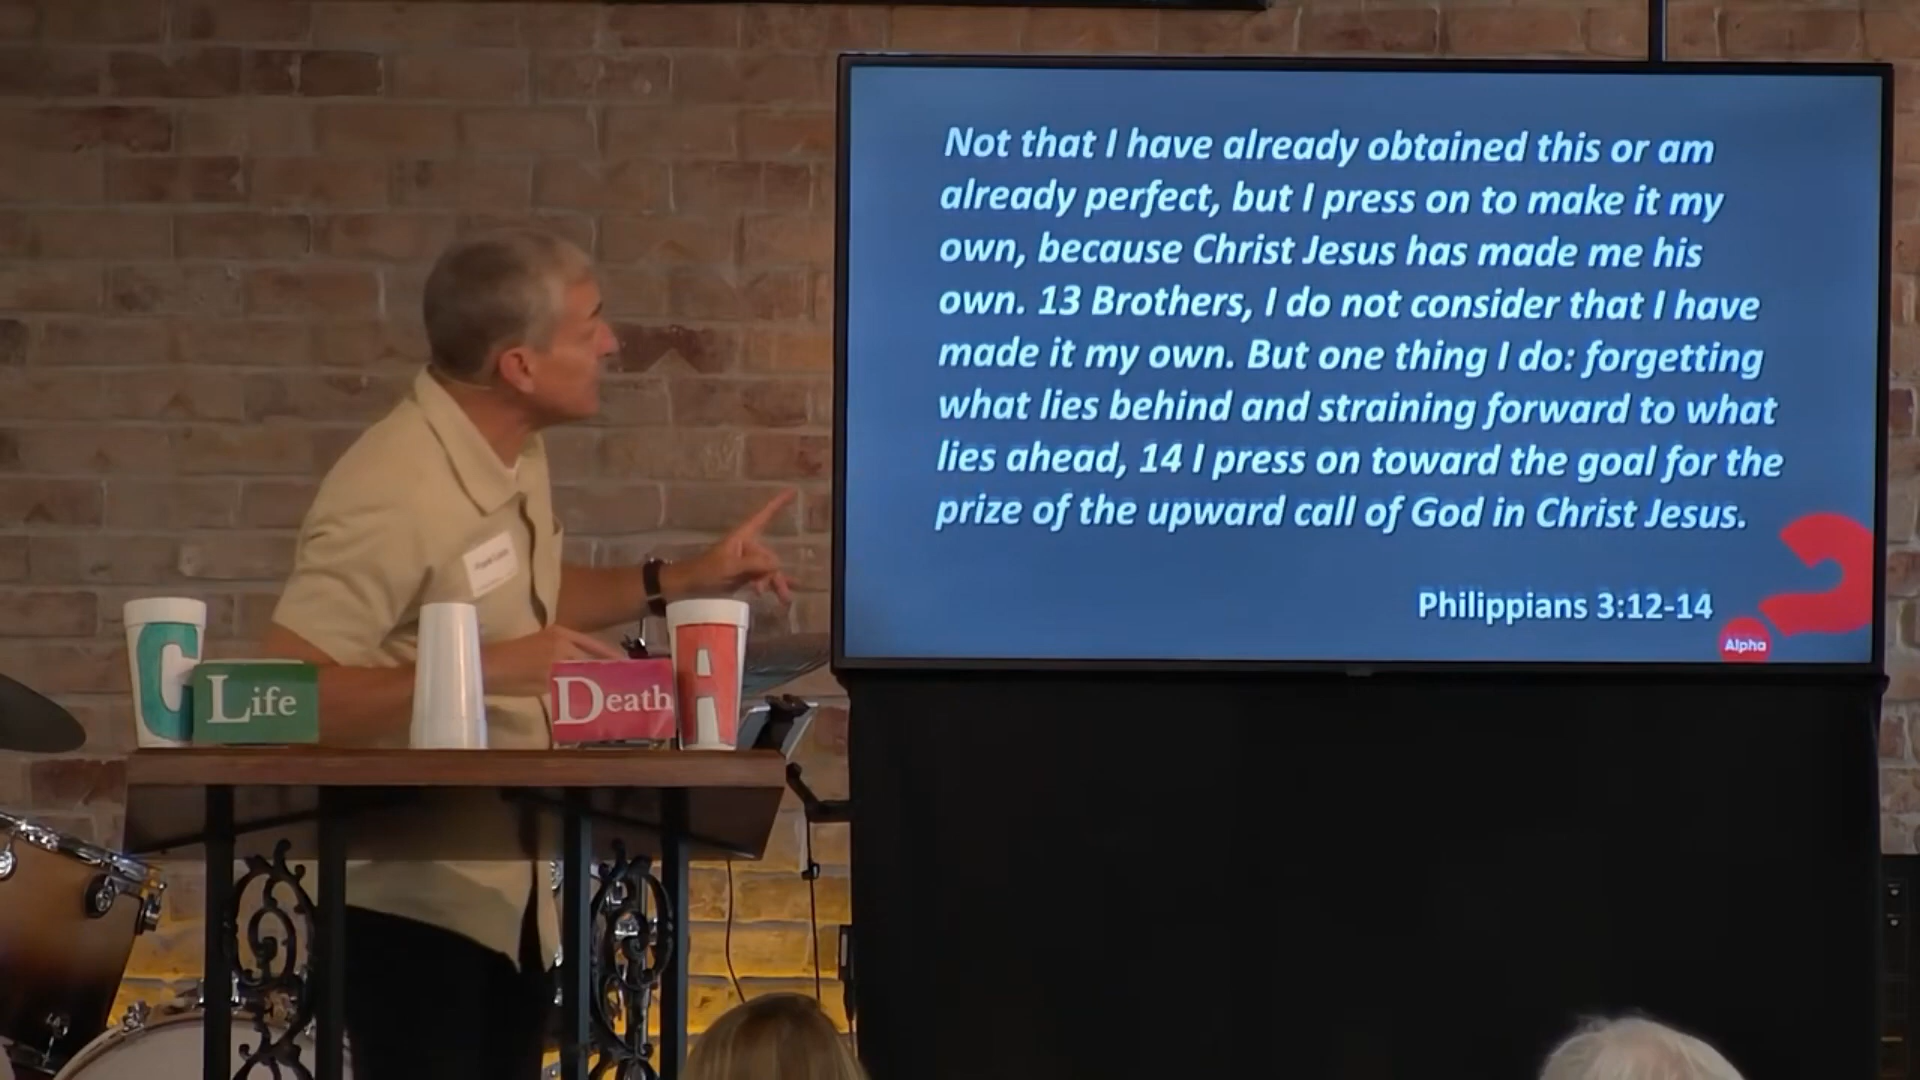 Not that I have already obtained this or am
already perfect, but I press on to make it my
own, because Christ Jesus has made me his
own. 13 Brothers, I do not consider that I have
made it my own. But one thing I do: forgetting
what lies behind and straining forward to what
lies ahead, 14 I press on toward the goal for the
prize of the upward call of God in Christ Jesus.
Philippians 3:12-14
Alpha
C
Life
Death
A